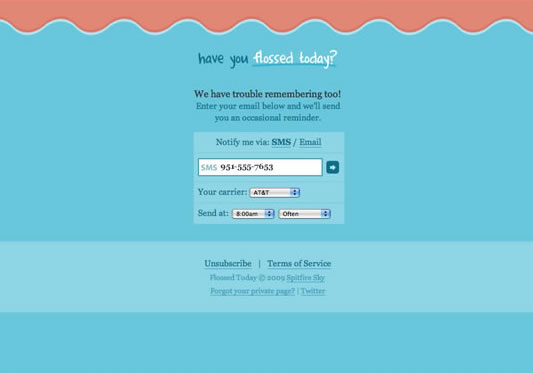 have you flossed today?
We have trouble remembering too!
Enter your email below and we'll send
you an occasional reminder.
Notify me via: SMS / Email
SMS 951-555-7653
Your carrier: AT&T
Send at: 8:00am Often
Unsubscribe | Terms of Service
Flossed Today © 2009 Spitfire Sky
Forgot your private page? | Twitter